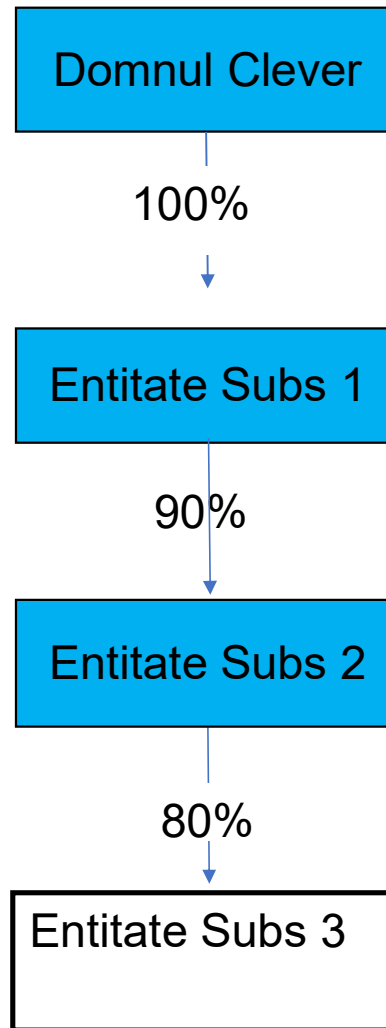 Domnul Clever
100%
Entitate Subs 1
90%
Entitate Subs 2
80%
Entitate Subs 3